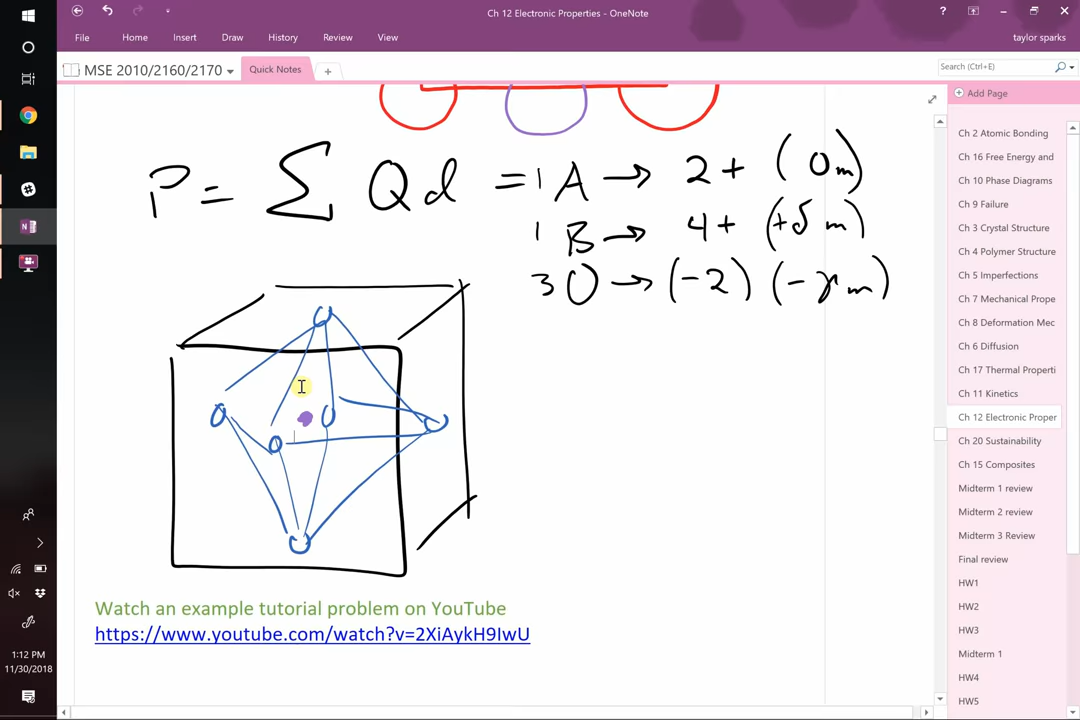 Ch 12 Electronic Properties - OneNote
?
taylor sparks
File Home Insert Draw History Review View
MSE 2010/2160/2170
Quick Notes
+
Search (Ctrl+E)
Add Page
Ch 2 Atomic Bonding
Ch 16 Free Energy and
Ch 10 Phase Diagrams
Ch 9 Failure
Ch 3 Crystal Structure
Ch 4 Polymer Structure
Ch 5 Imperfections
Ch 7 Mechanical Prope
Ch 8 Deformation Mec
Ch 6 Diffusion
Ch 17 Thermal Properti
Ch 11 Kinetics
Ch 12 Electronic Proper
Ch 20 Sustainability
Ch 15 Composites
Midterm 1 review
Midterm 2 review
Midterm 3 Review
Final review
HW1
HW2
HW3
Midterm 1
HW4
HW5
P = Σ Qd = 1 A → 2+ (0m)
1 B → 4+ (+δ m)
3 O → (-2) (-γ m)
Watch an example tutorial problem on YouTube
https://www.youtube.com/watch?v=2XiAykH9IwU
1:12 PM
11/30/2018